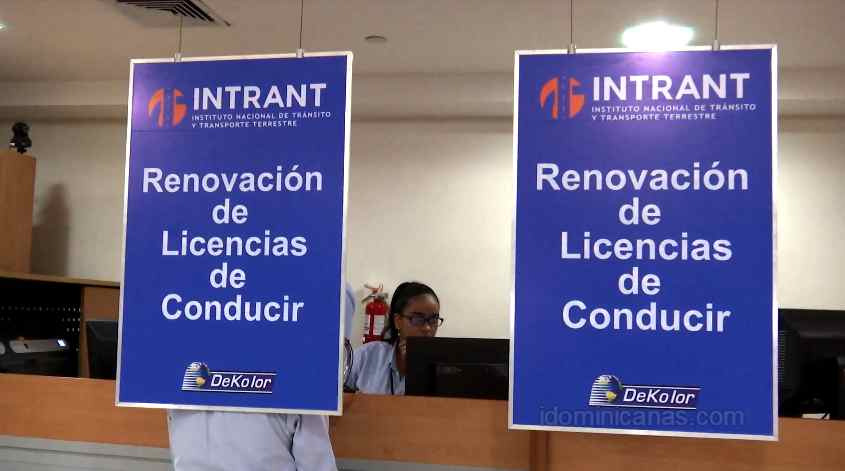 INTRANT
INSTITUTO NACIONAL DE TRÁNSITO
Y TRANSPORTE TERRESTRE
Renovación
de
Licencias
de
Conducir
DeKolor
INTRANT
INSTITUTO NACIONAL DE TRÁNSITO
Y TRANSPORTE TERRESTRE
Renovación
de
Licencias
de
Conducir
DeKolor
idominicanas.com